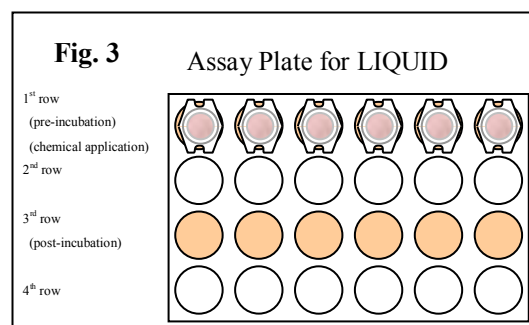 Fig. 3
Assay Plate for LIQUID
1st row
(pre-incubation)
(chemical application)
2nd row
3rd row
(post-incubation)
4th row